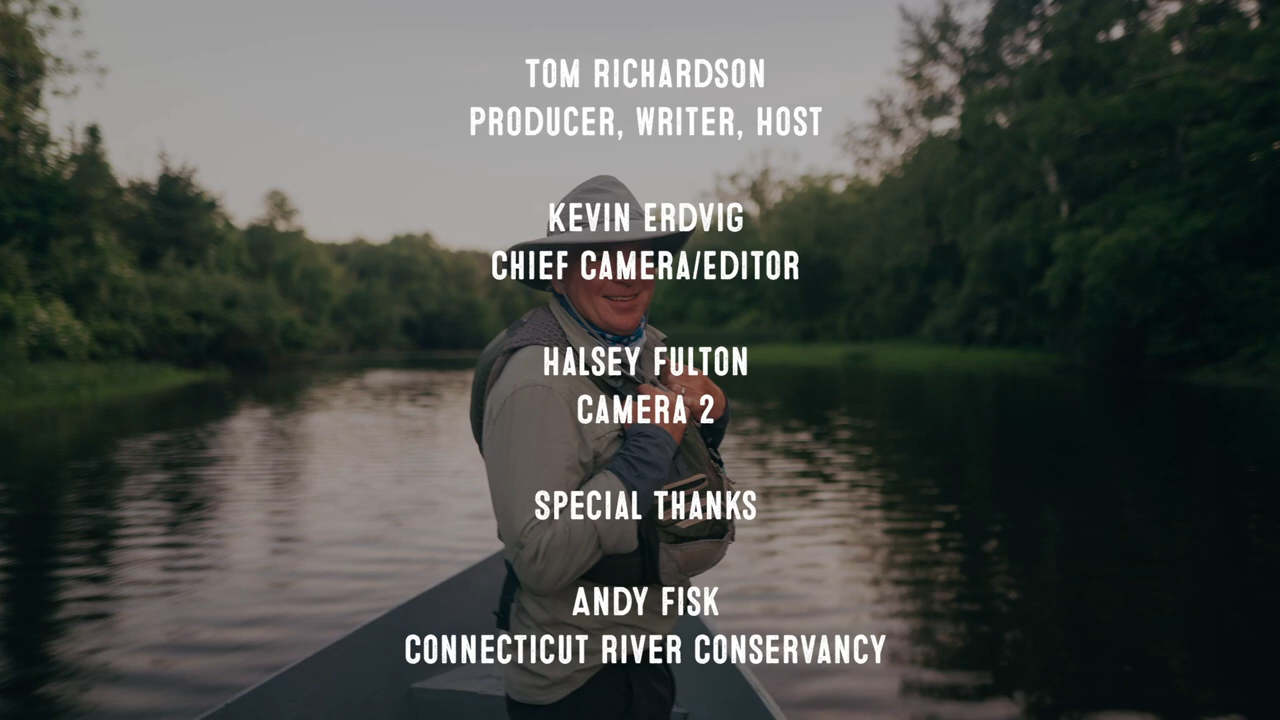 TOM RICHARDSON
PRODUCER, WRITER, HOST
KEVIN ERDVIG
CHIEF CAMERA/EDITOR
HALSEY FULTON
CAMERA 2
SPECIAL THANKS
ANDY FISK
CONNECTICUT RIVER CONSERVANCY